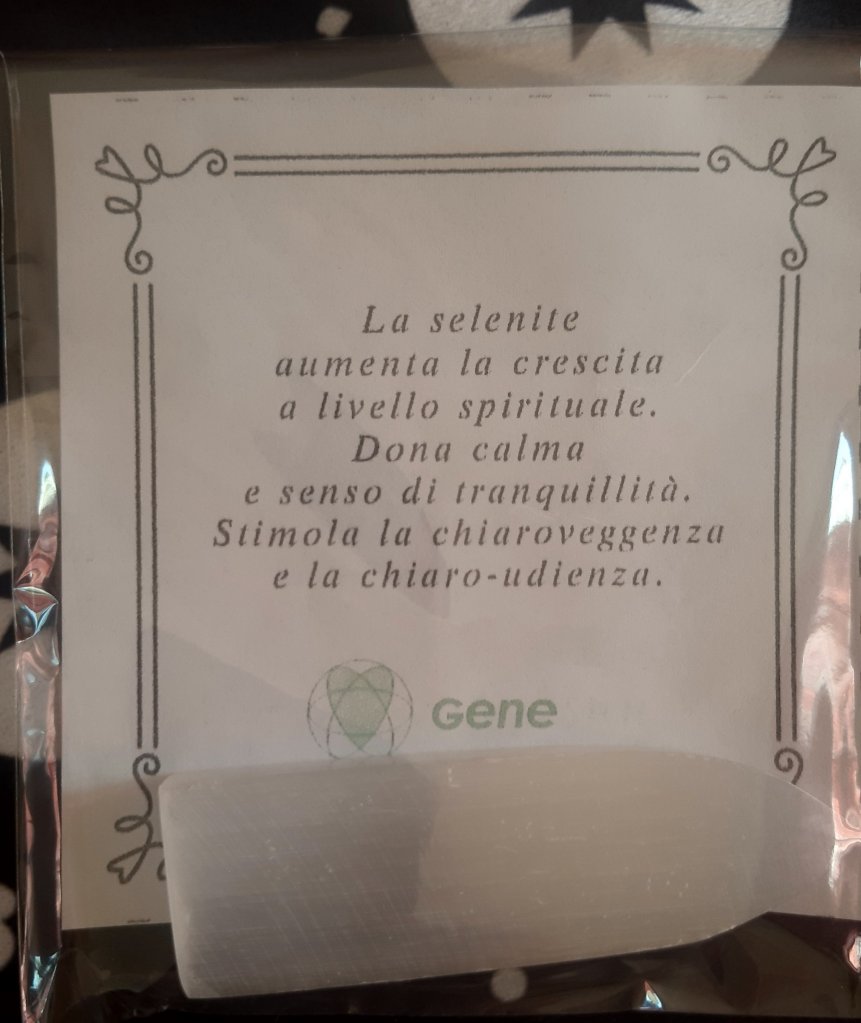 La selenite
aumenta la crescita
a livello spirituale.
Dona calma
e senso di tranquillità.
Stimola la chiaroveggenza
e la chiaro-udienza.
Gene